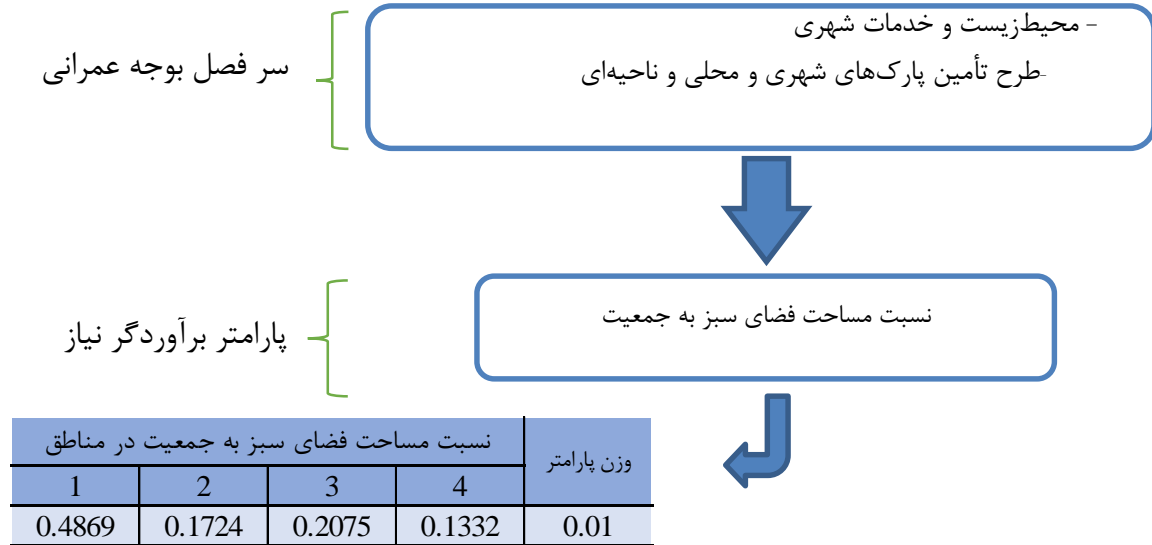 - محیط‌زیست و خدمات شهری
-طرح تأمین پارک‌های شهری و محلی و ناحیه‌ای
سر فصل بوجه عمرانی
نسبت مساحت فضای سبز به جمعیت
پارامتر برآوردگر نیاز
نسبت مساحت فضای سبز به جمعیت در مناطق
وزن پارامتر
1 2 3 4
0.4869 0.1724 0.2075 0.1332 0.01